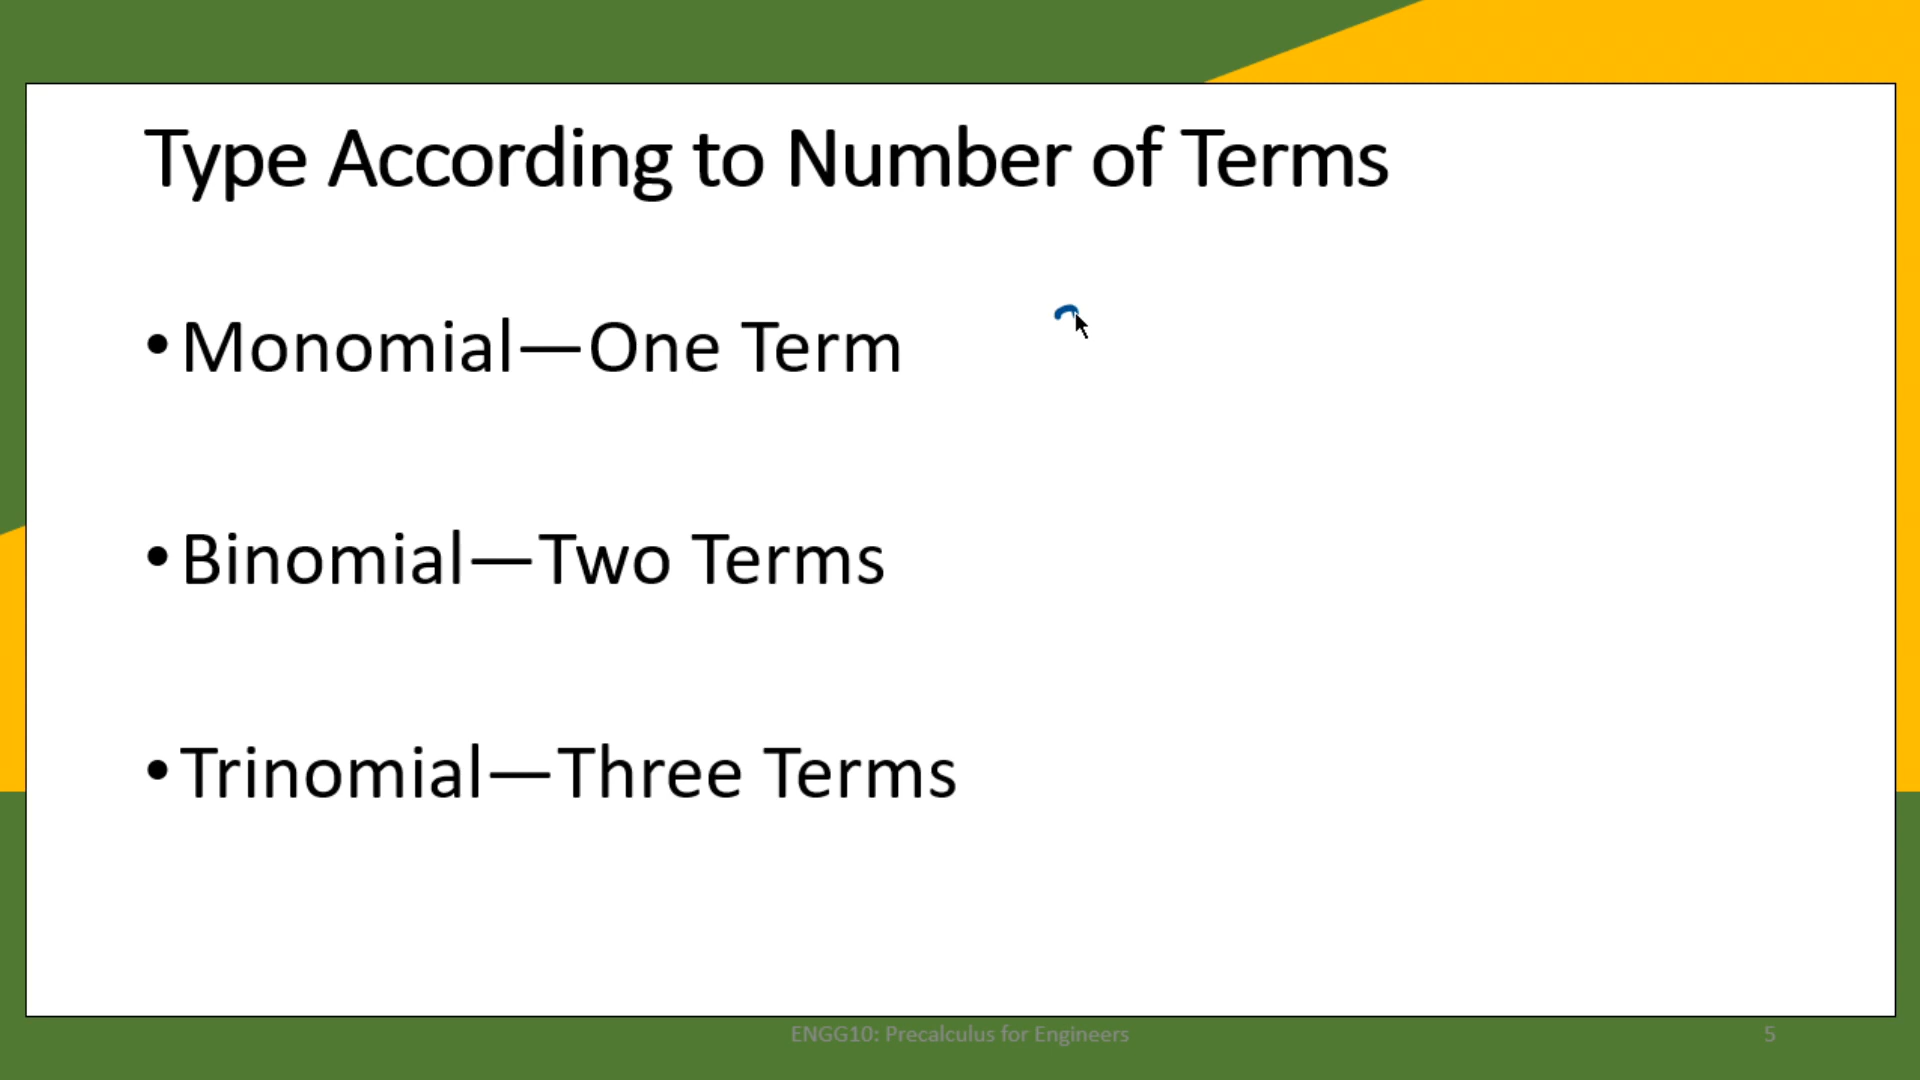 Type According to Number of Terms
•Monomial—One Term
•Binomial—Two Terms
•Trinomial—Three Terms
ENGG10: Precalculus for Engineers
5